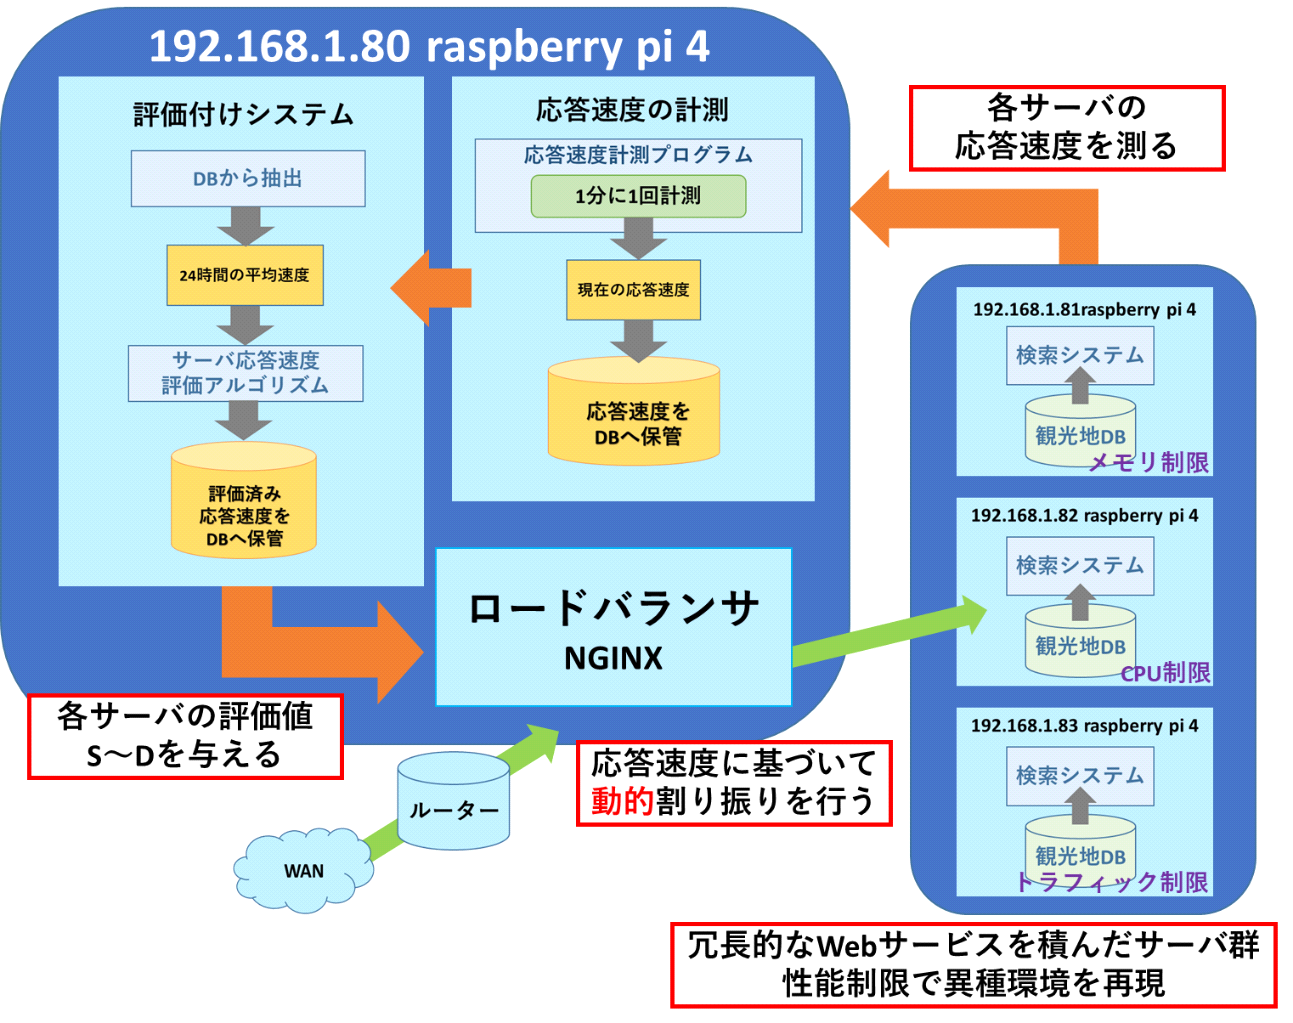 192.168.1.80 raspberry pi 4
評価付けシステム
DBから抽出
24時間の平均速度
サーバ応答速度
評価アルゴリズム
評価済み
応答速度を
DBへ保管
応答速度の計測
応答速度計測プログラム
1分に1回計測
現在の応答速度
応答速度を
DBへ保管
各サーバの
応答速度を測る
192.168.1.81raspberry pi 4
検索システム
観光地DB
メモリ制限
192.168.1.82 raspberry pi 4
検索システム
観光地DB
CPU制限
192.168.1.83 raspberry pi 4
検索システム
観光地DB
トラフィック制限
ロードバランサ
NGINX
各サーバの評価値
S～Dを与える
応答速度に基づいて
動的割り振りを行う
ルーター
WAN
冗長的なWebサービスを積んだサーバ群
性能制限で異種環境を再現